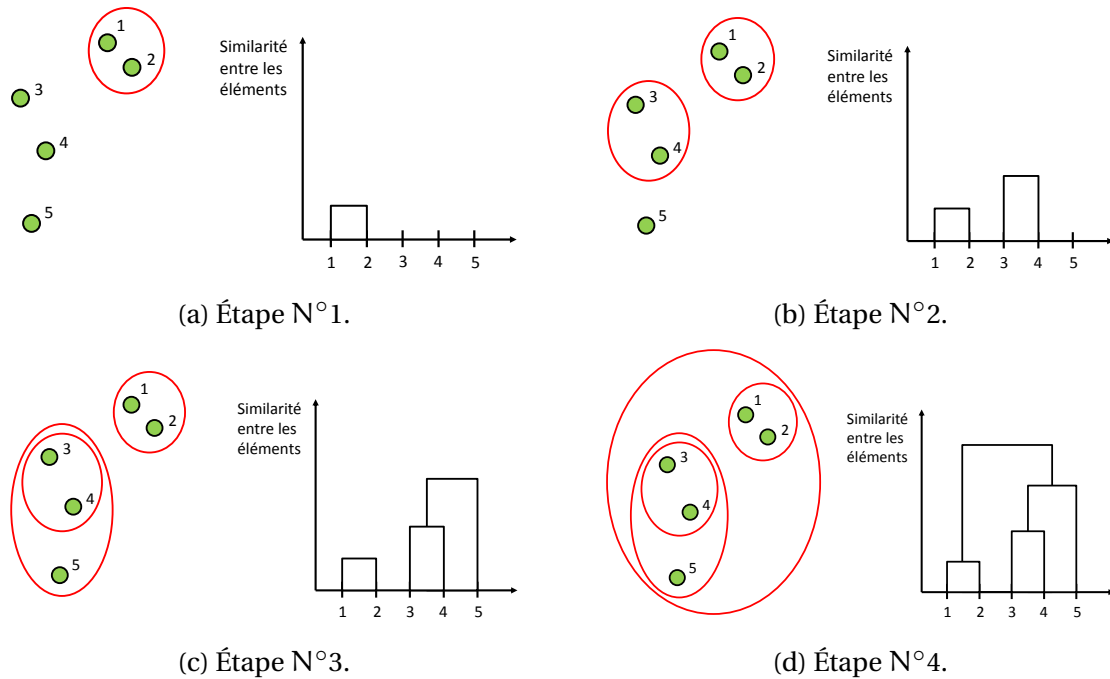 1
2
3
4
5
Similarité
entre les
éléments
1 2 3 4 5
(a) Étape N°1.
1
2
3
4
5
Similarité
entre les
éléments
1 2 3 4 5
(b) Étape N°2.
1
2
3
4
5
Similarité
entre les
éléments
1 2 3 4 5
(c) Étape N°3.
1
2
3
4
5
Similarité
entre les
éléments
1 2 3 4 5
(d) Étape N°4.